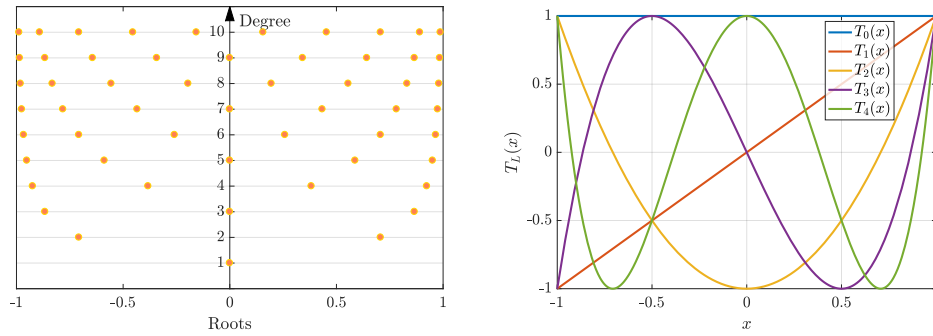 Degree
10
9
8
7
6
5
4
3
2
1
-1 -0.5 0 0.5 1
Roots
1
0.5
0
-0.5
-1
T_L(x)
T_0(x)
T_1(x)
T_2(x)
T_3(x)
T_4(x)
-1 -0.5 0 0.5
x